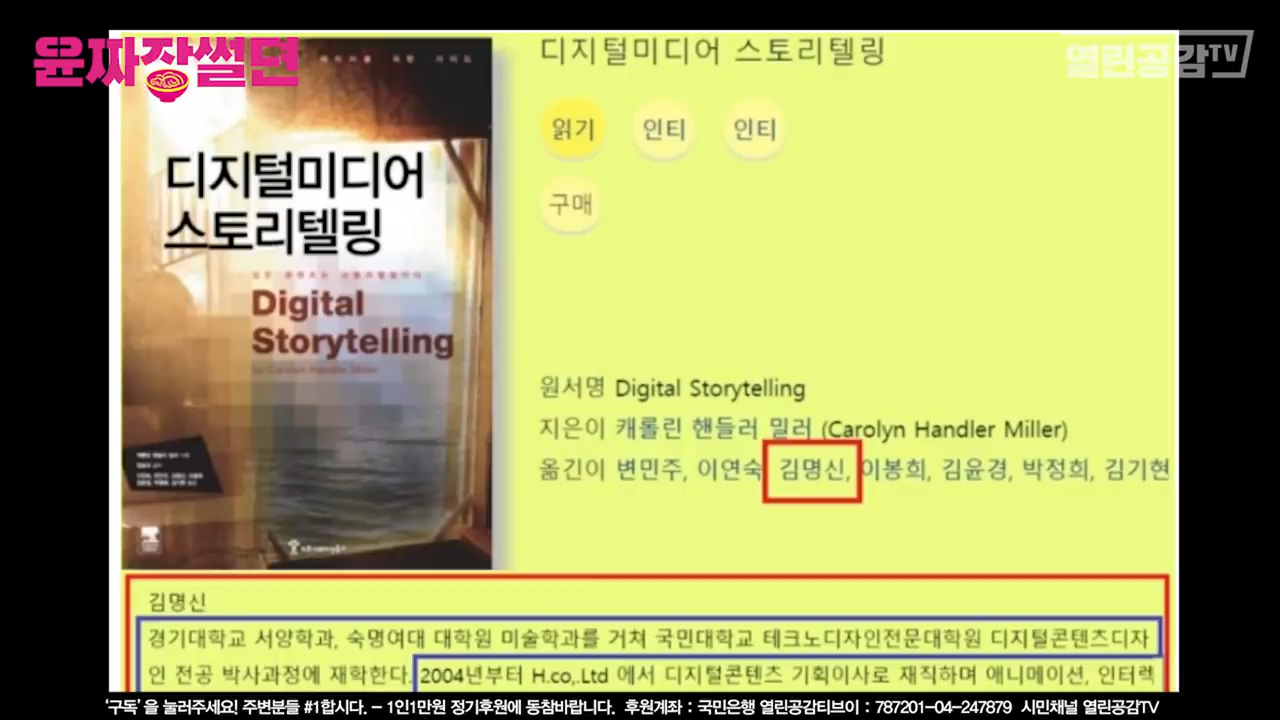 윤짜장썰뎐
열린공감TV
디지털미디어 스토리텔링
디지털미디어
스토리텔링
Digital
Storytelling
by Carolyn Handler Miller
읽기
인티
인티
구매
원서명 Digital Storytelling
지은이 캐롤린 핸들러 밀러 (Carolyn Handler Miller)
옮긴이 변민주, 이연숙, 김명신, 이봉희, 김윤경, 박정희, 김기현
김명신
경기대학교 서양학과, 숙명여대 대학원 미술학과를 거쳐 국민대학교 테크노디자인전문대학원 디지털콘텐츠디자
인 전공 박사과정에 재학한다. 2004년부터 H.co,.Ltd 에서 디지털콘텐츠 기획이사로 재직하며 애니메이션, 인터랙
'구독' 을 눌러주세요! 주변분들 #1합시다. - 1인1만원 정기후원에 동참바랍니다. 후원계좌 : 국민은행 열린공감티브이 : 787201-04-247879 시민채널 열린공감TV